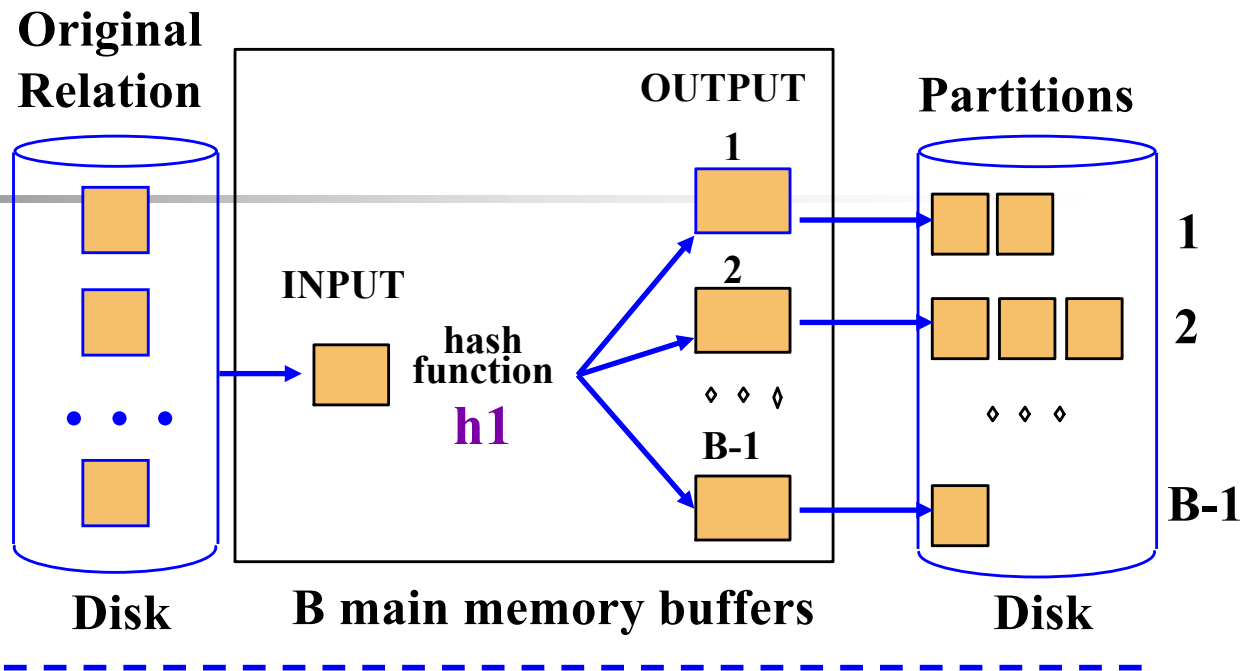 Original
Relation
OUTPUT
Partitions
1
1
INPUT
2
2
hash
function
h1
B-1
B-1
Disk
B main memory buffers
Disk